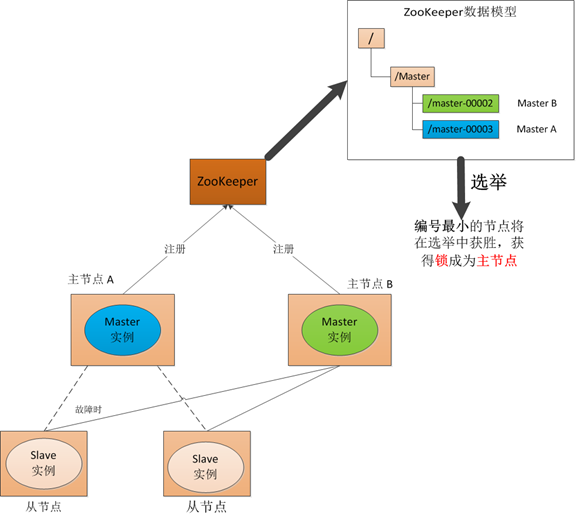 ZooKeeper数据模型
/
/Master
/master-00002 Master B
/master-00003 Master A
选举
编号最小的节点将
在选举中获胜，获
得锁成为主节点
ZooKeeper
注册 注册
主节点 A 主节点 B
Master Master
实例 实例
故障时
Slave Slave
实例 实例
从节点 从节点